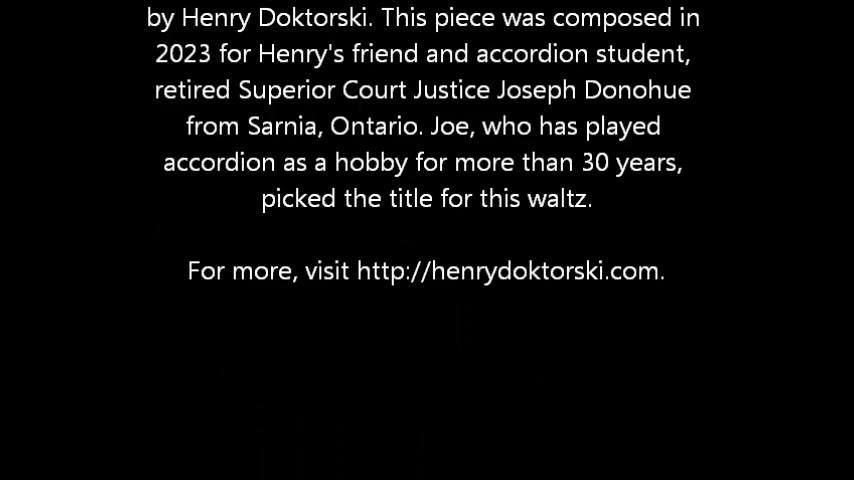 by Henry Doktorski. This piece was composed in
2023 for Henry's friend and accordion student,
retired Superior Court Justice Joseph Donohue
from Sarnia, Ontario. Joe, who has played
accordion as a hobby for more than 30 years,
picked the title for this waltz.
For more, visit http://henrydoktorski.com.